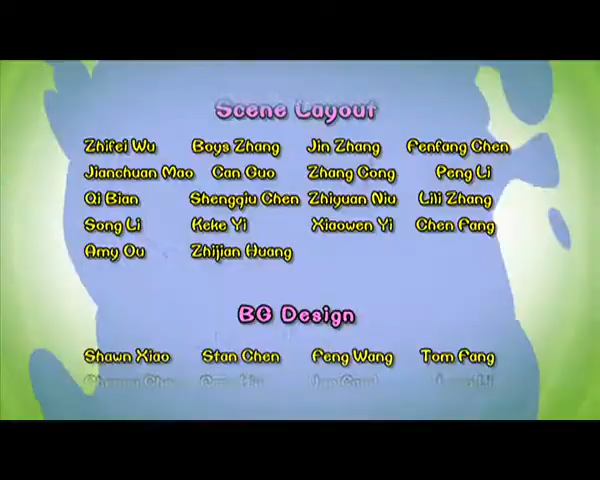 Scene Layout
Zhifei Wu Boys Zhang Jin Zhang Fenfang Chen
Jianchuan Mao Can Guo Zhang Cong Peng Li
Qi Bian Shengqiu Chen Zhiyuan Niu Lili Zhang
Song Li Keke Yi Xiaowen Yi Chen Fang
Amy Ou Zhijian Huang
BG Design
Shawn Xiao Stan Chen Feng Wang Tom Fang